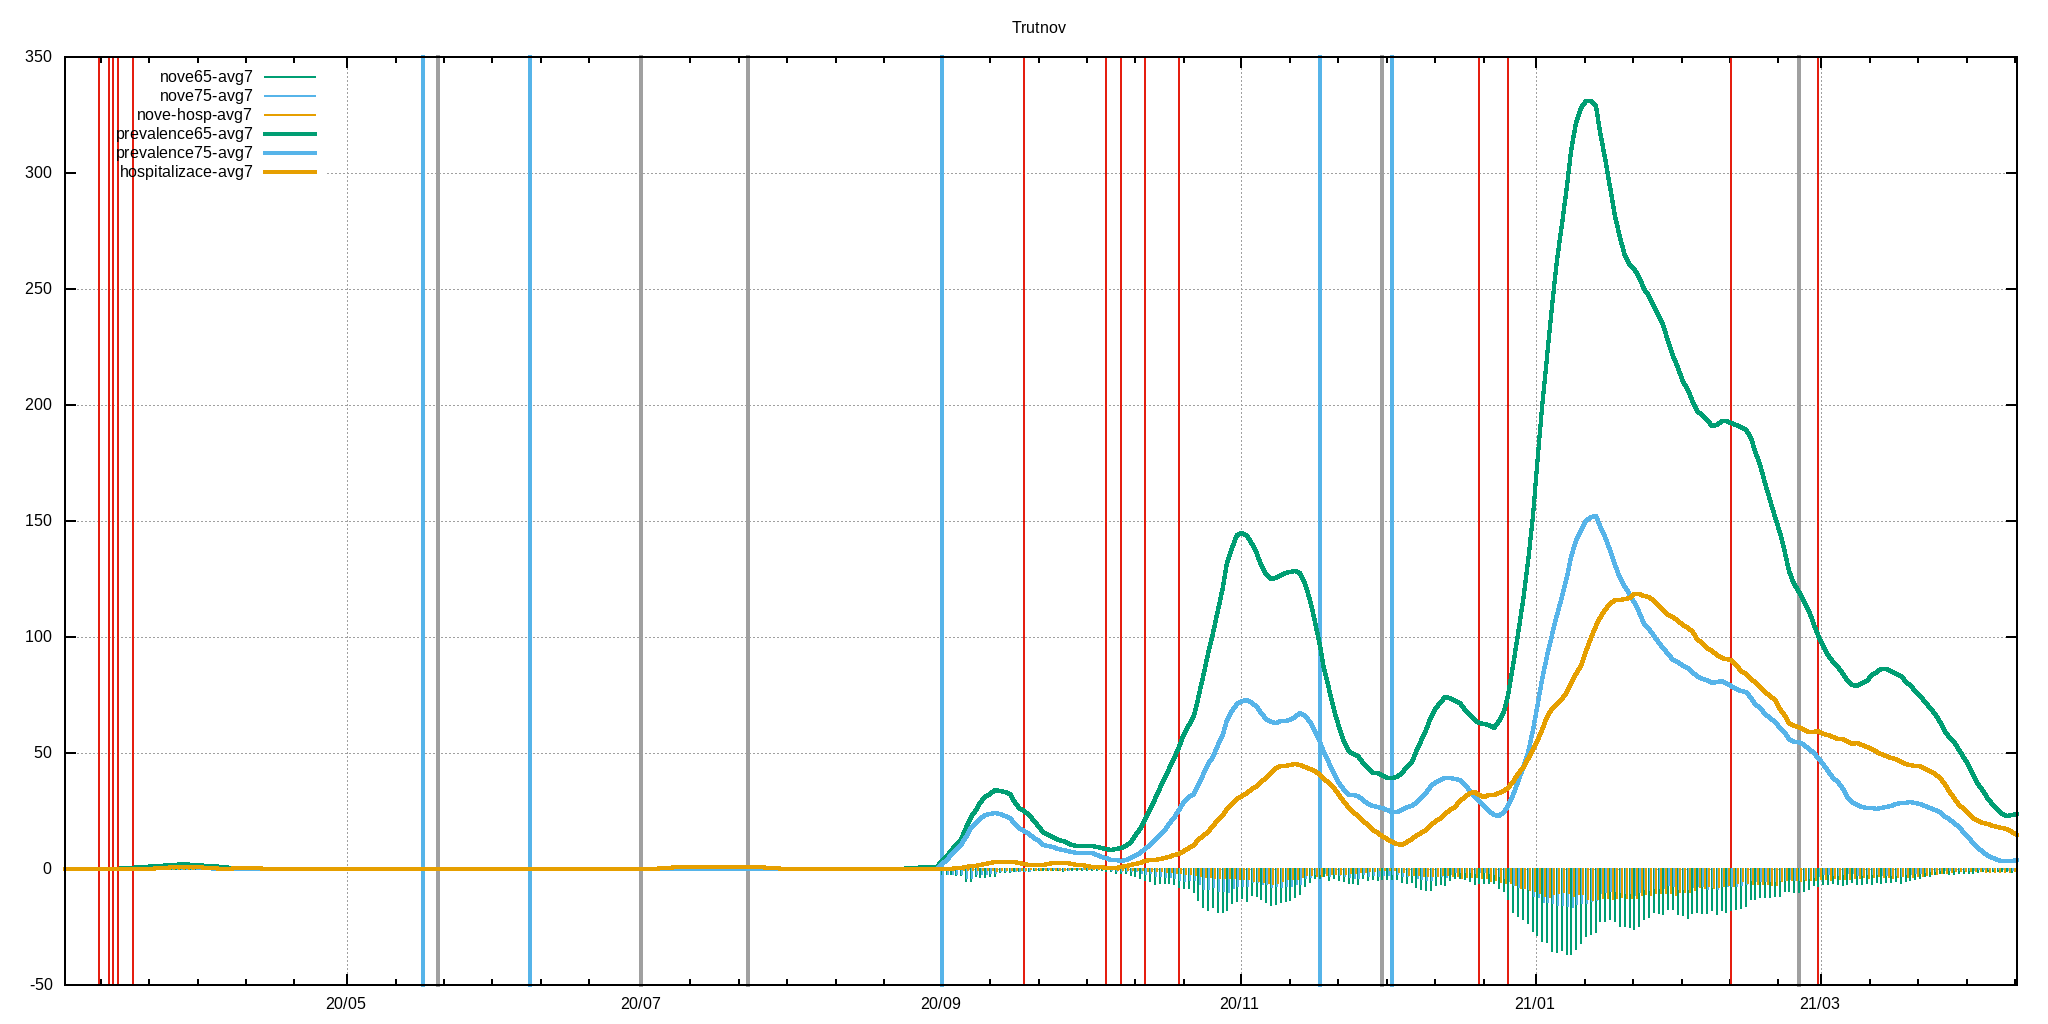 Trutnov
350
300
250
200
150
100
50
0
-50
nove65-avg7
nove75-avg7
nove-hosp-avg7
prevalence65-avg7
prevalence75-avg7
hospitalizace-avg7
20/05 20/07 20/09 20/11 21/01 21/03